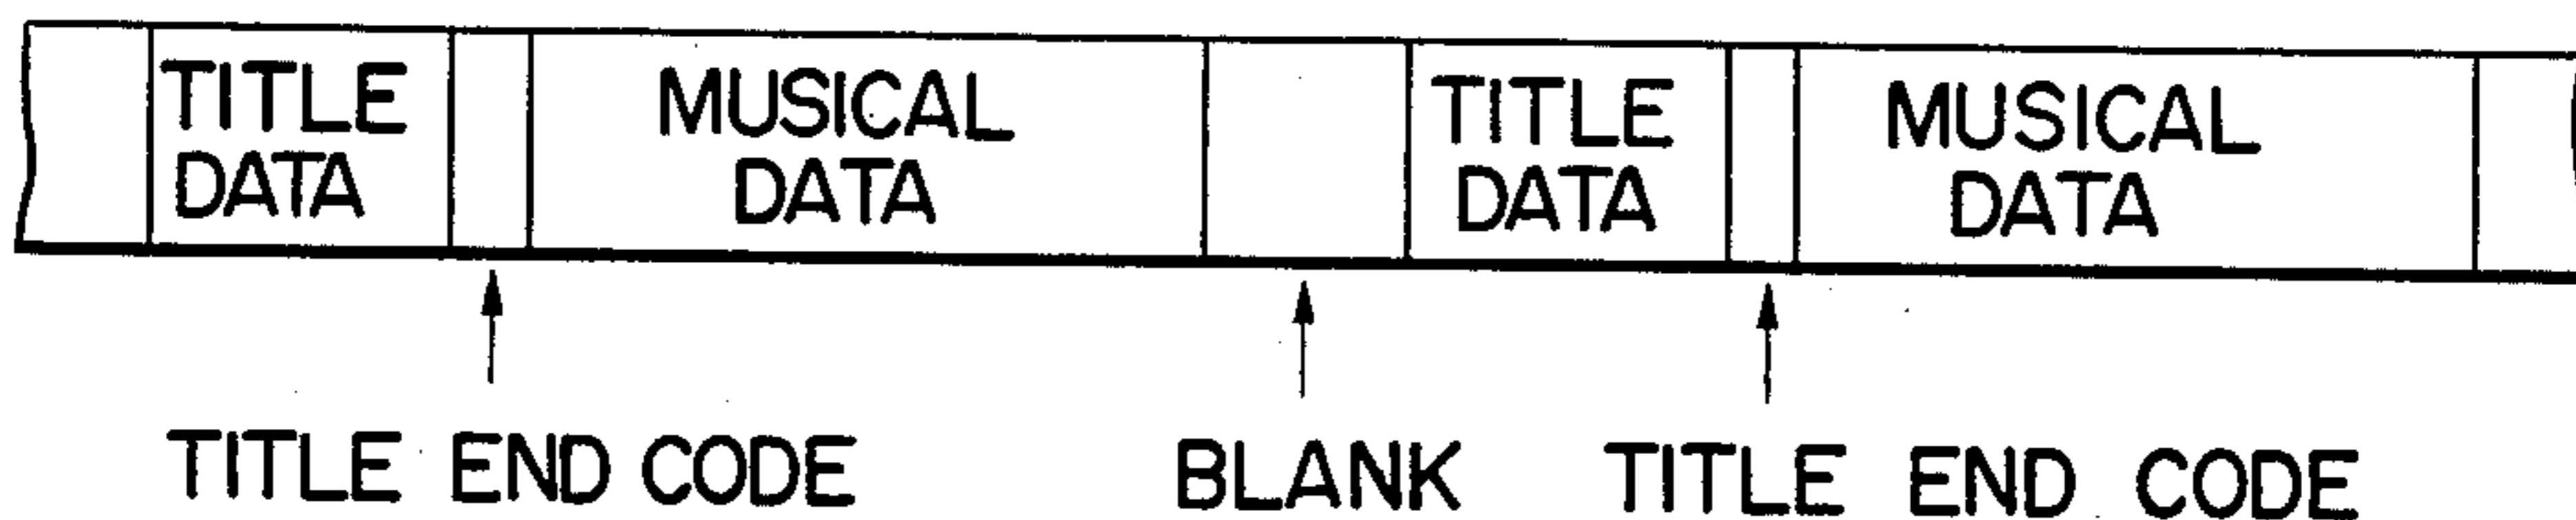 TITLE
DATA
MUSICAL
DATA
TITLE
DATA
MUSICAL
DATA
TITLE END CODE
BLANK
TITLE END CODE